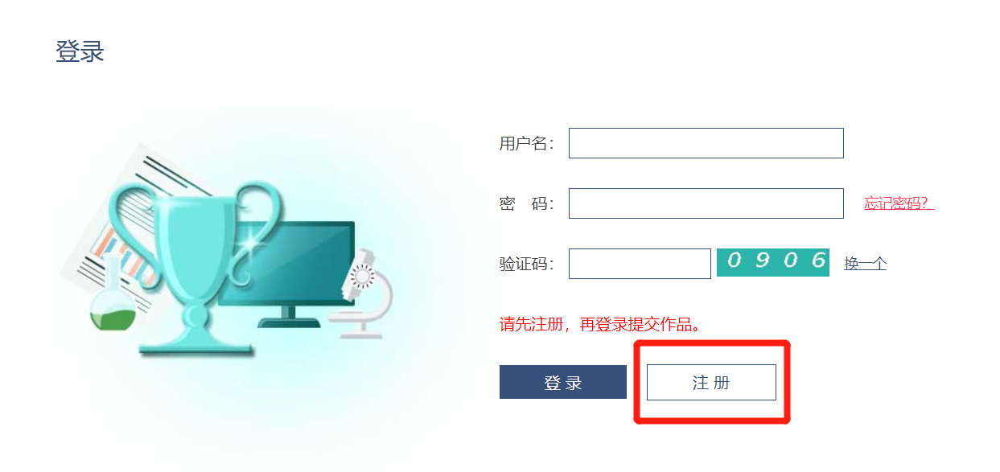 登录
用户名：
密 码： 忘记密码？
验证码： 0906 换一个
请先注册，再登录提交作品。
登 录 注 册